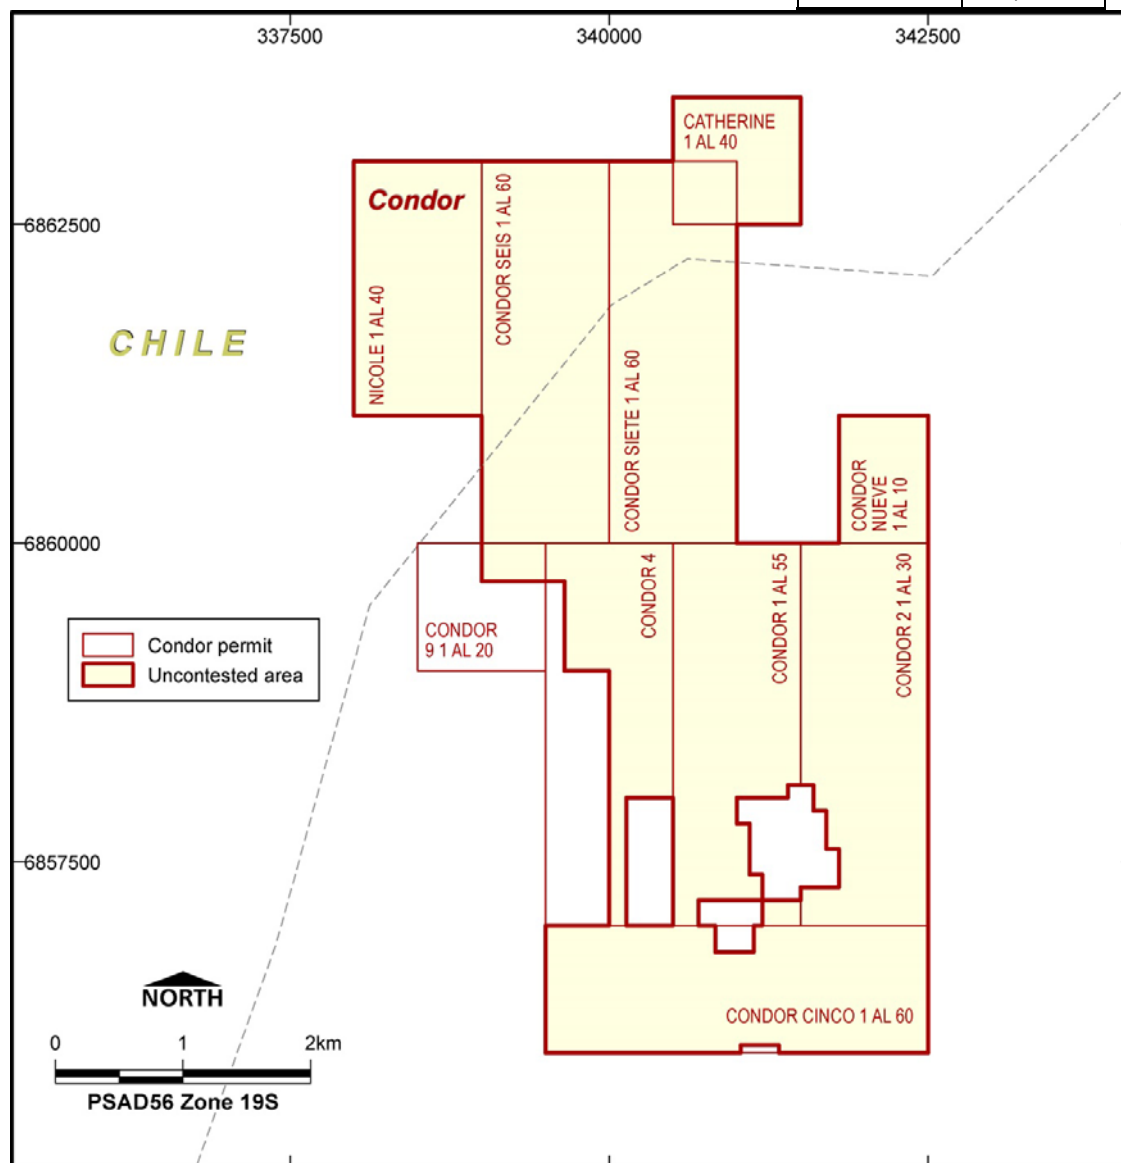 337500
340000
342500
CATHERINE
1 AL 40
Condor
CONDOR SEIS 1 AL 60
6862500
NICOLE 1 AL 40
CHILE
CONDOR SIETE 1 AL 60
CONDOR
NUEVE
1 AL 10
6860000
CONDOR 4
CONDOR 1 AL 55
CONDOR 2 1 AL 30
CONDOR
9 1 AL 20
Condor permit
Uncontested area
6857500
NORTH
CONDOR CINCO 1 AL 60
0 1 2km
PSAD56 Zone 19S